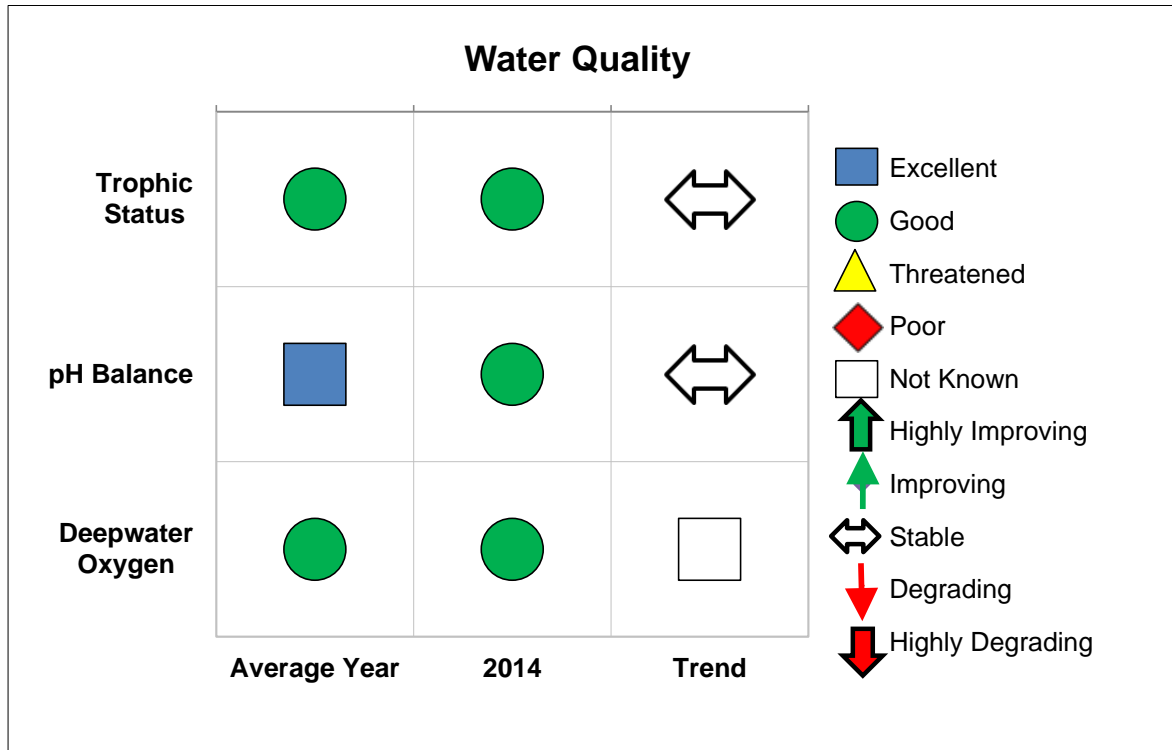 Water Quality
Trophic
Status
pH Balance
Deepwater
Oxygen
Average Year
2014
Trend
Excellent
Good
Threatened
Poor
Not Known
Highly Improving
Improving
Stable
Degrading
Highly Degrading